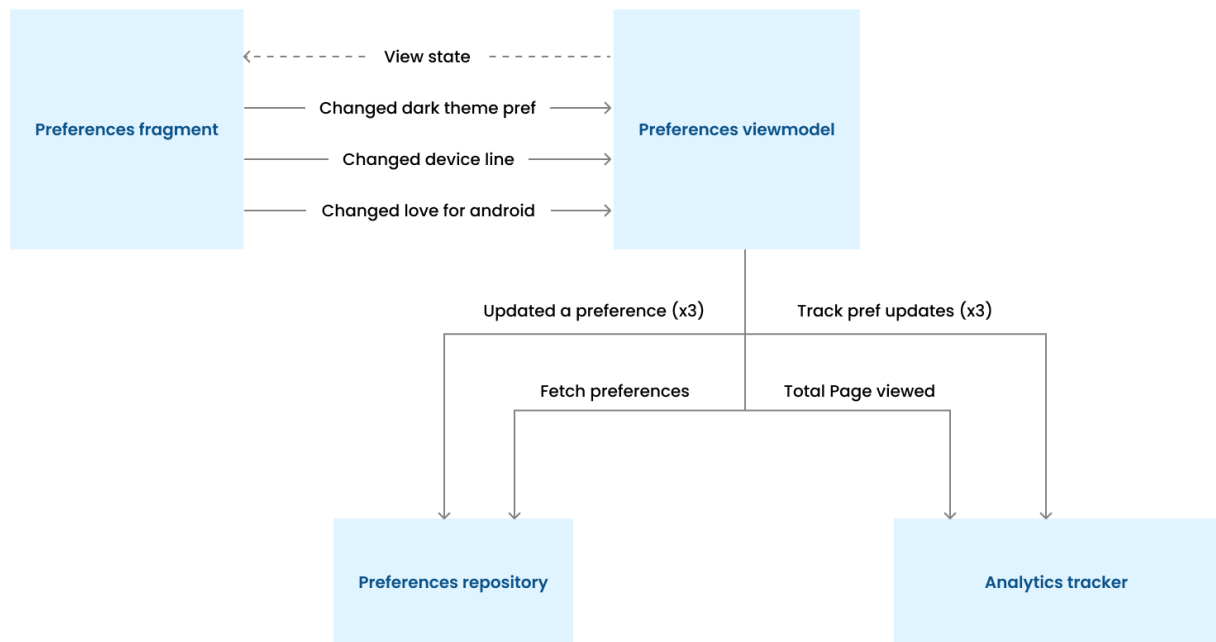 View state
Changed dark theme pref
Preferences fragment
Preferences viewmodel
Changed device line
Changed love for android
Updated a preference (x3)
Track pref updates (x3)
Fetch preferences
Total Page viewed
Preferences repository
Analytics tracker